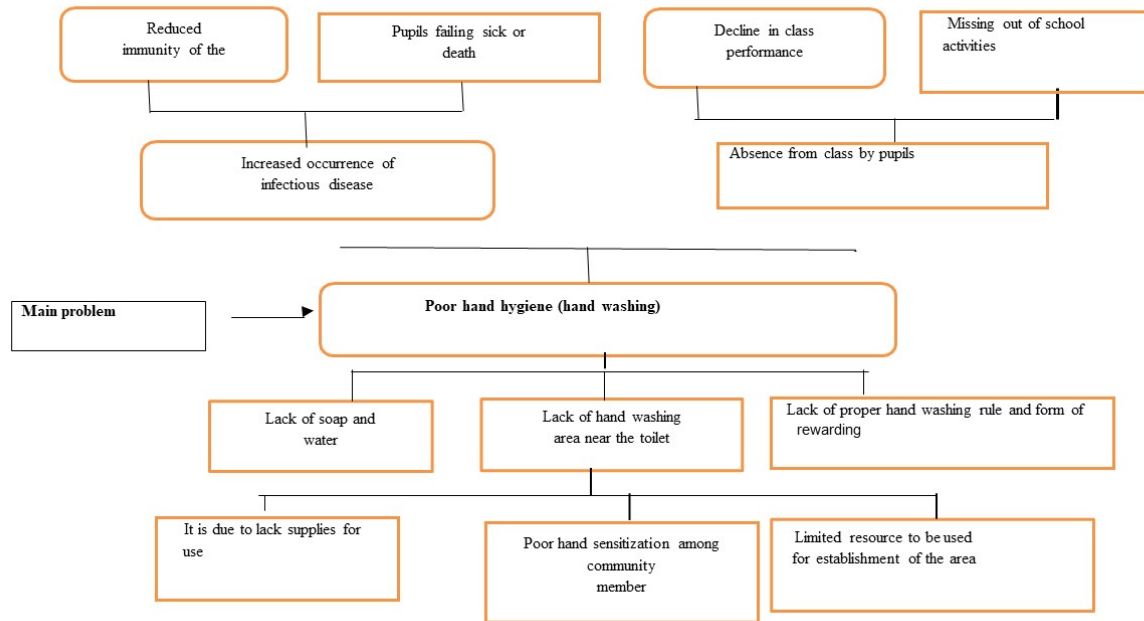 Reduced
immunity of the
Pupils failing sick or
death
Decline in class
performance
Missing out of school
activities
Increased occurrence of
infectious disease
Absence from class by pupils
Main problem
Poor hand hygiene (hand washing)
Lack of soap and
water
Lack of hand washing
area near the toilet
Lack of proper hand washing rule and form of
rewarding
It is due to lack supplies for
use
Poor hand sensitization among
community
member
Limited resource to be used
for establishment of the area